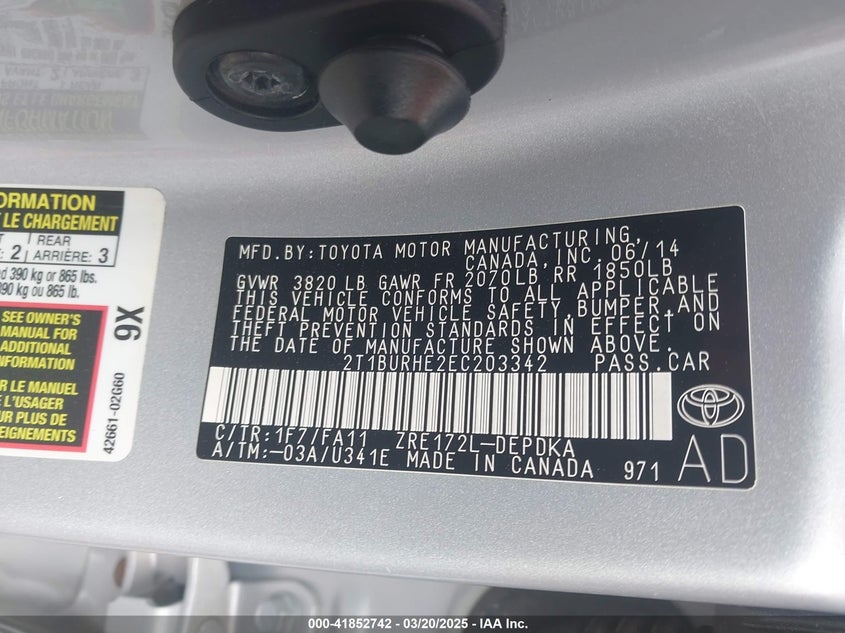 ORMATION
LE CHARGEMENT
REAR
2 ARRIÈRE: 3
390 kg or 865 lbs.
390 kg ou 865 lb.
SEE OWNER'S
MANUAL FOR
ADDITIONAL
INFORMATION
LE MANUEL
L'USAGER
PLUS DE
SEIGNEMENTS
9X
42661-02G60
MFD.BY:TOYOTA MOTOR MANUFACTURING,
CANADA,INC. 06/14
GVWR 3820 LB GAWR FR 2070LB RR 1850LB
THIS VEHICLE CONFORMS TO ALL APPLICABLE
FEDERAL MOTOR VEHICLE SAFETY,BUMPER,AND
THEFT PREVENTION STANDARDS IN EFFECT ON
THE DATE OF MANUFACTURE SHOWN ABOVE.
2T1BURHE2EC203342 PASS.CAR
C/TR:1F7/FA11 ZRE172L-DEPDKA
A/TM:-03A/U341E MADE IN CANADA 971
AD
000-41852742 — 03/20/2025 — IAA Inc.